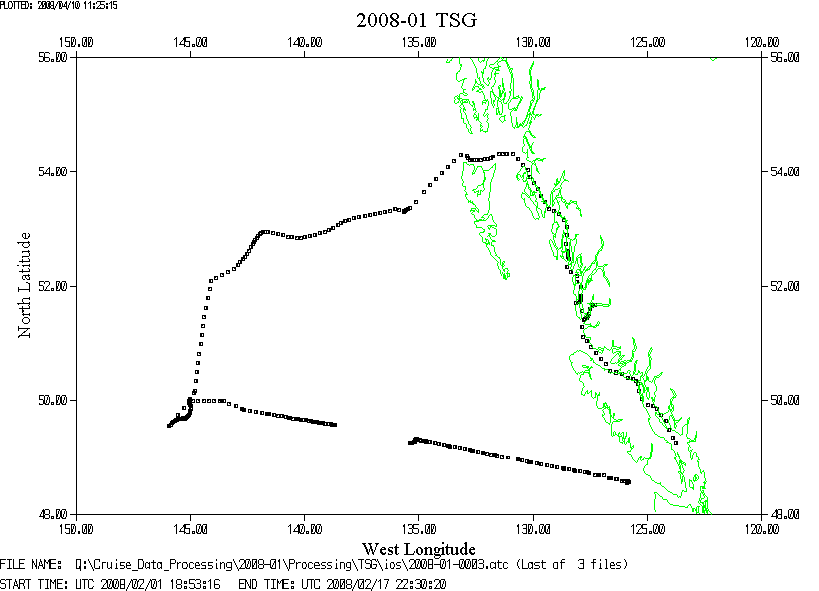 PLOTTED: 2008/04/10 11:25:15
2008-01 TSG
150.00 145.00 140.00 135.00 130.00 125.00 120.00
56.00 56.00
54.00 54.00
North Latitude
52.00 52.00
50.00 50.00
48.00 48.00
150.00 145.00 140.00 135.00 130.00 125.00 120.00
West Longitude
FILE NAME: Q:\Cruise_Data_Processing\2008-01\Processing\TSG\ios\2008-01-0003.atc (Last of 3 files)
START TIME: UTC 2008/02/01 18:53:16 END TIME: UTC 2008/02/17 22:30:20